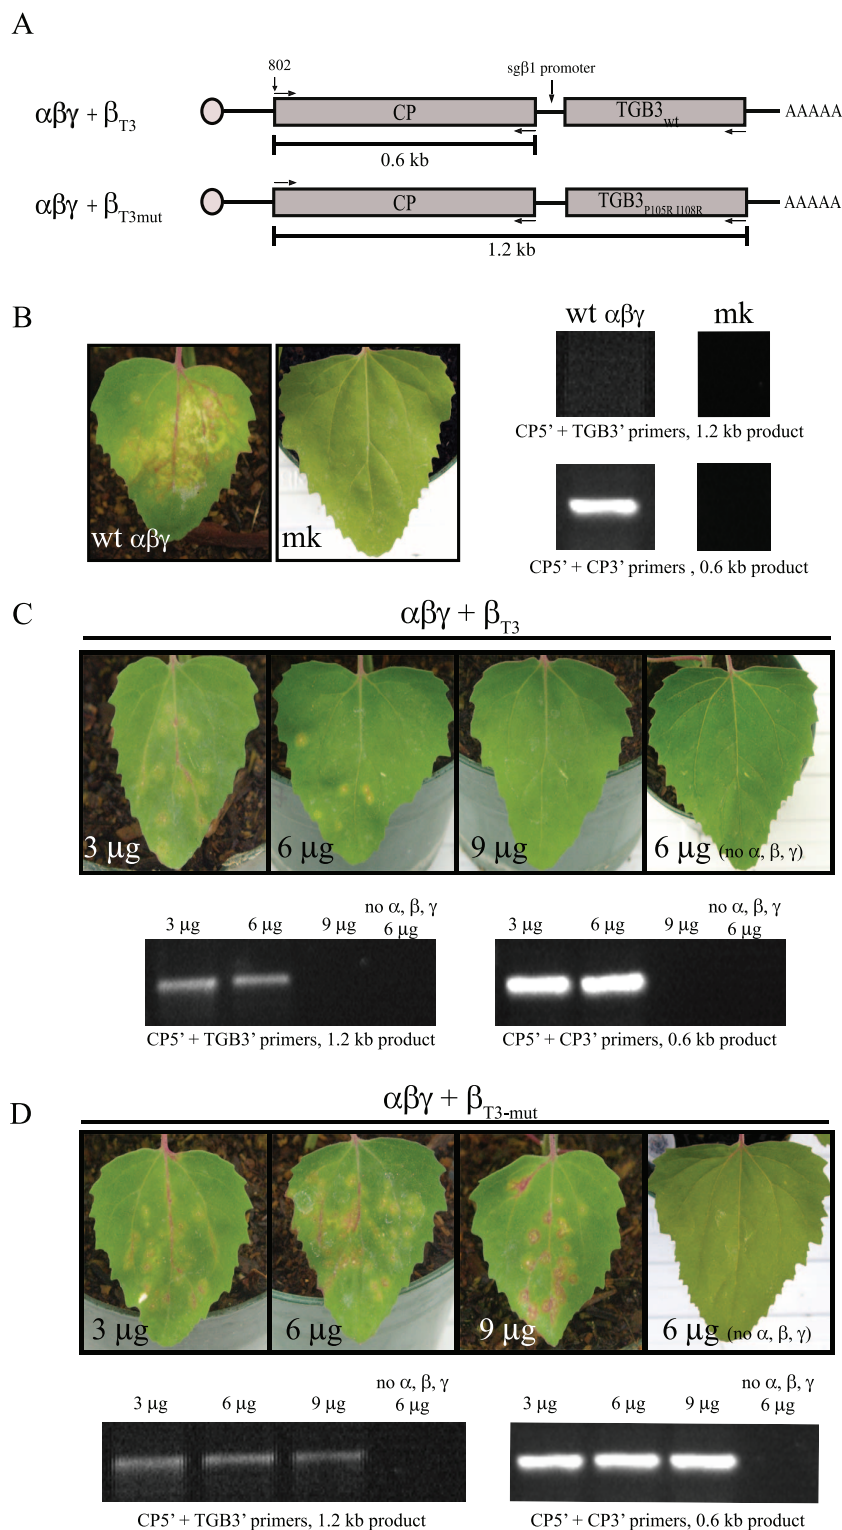 A
802
sgβ1 promoter
αβγ + βT3
CP
TGB3wt
AAAAA
0.6 kb
αβγ + βT3mut
CP
TGB3P105R I108R
AAAAA
1.2 kb
B
wt αβγ
mk
wt αβγ mk
CP5' + TGB3' primers, 1.2 kb product
CP5' + CP3' primers , 0.6 kb product
C
αβγ + βT3
3 μg
6 μg
9 μg
6 μg (no α, β, γ)
3 μg 6 μg 9 μg no α, β, γ
6 μg
CP5' + TGB3' primers, 1.2 kb product
3 μg 6 μg 9 μg no α, β, γ
6 μg
CP5' + CP3' primers, 0.6 kb product
D
αβγ + βT3-mut
3 μg
6 μg
9 μg
6 μg (no α, β, γ)
3 μg 6 μg 9 μg no α, β, γ
6 μg
CP5' + TGB3' primers, 1.2 kb product
3 μg 6 μg 9 μg no α, β, γ
6 μg
CP5' + CP3' primers, 0.6 kb product